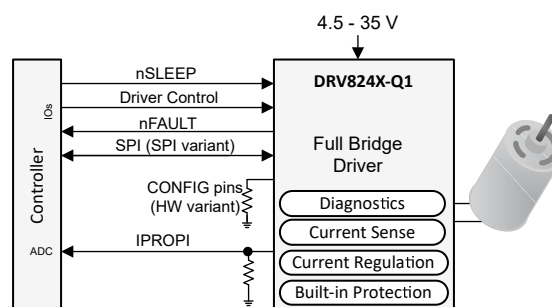 4.5 - 35 V
DRV824X-Q1
nSLEEP
Driver Control
nFAULT
SPI (SPI variant)
IOs
Controller
Full Bridge
Driver
CONFIG pins
(HW variant)
Diagnostics
Current Sense
ADC
IPROPI
Current Regulation
Built-in Protection